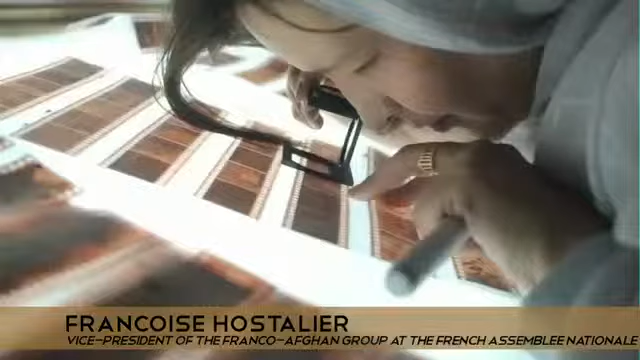 FRANCOISE HOSTALIER
VICE-PRESIDENT OF THE FRANCO-AFGHAN GROUP AT THE FRENCH ASSEMBLEE NATIONALE